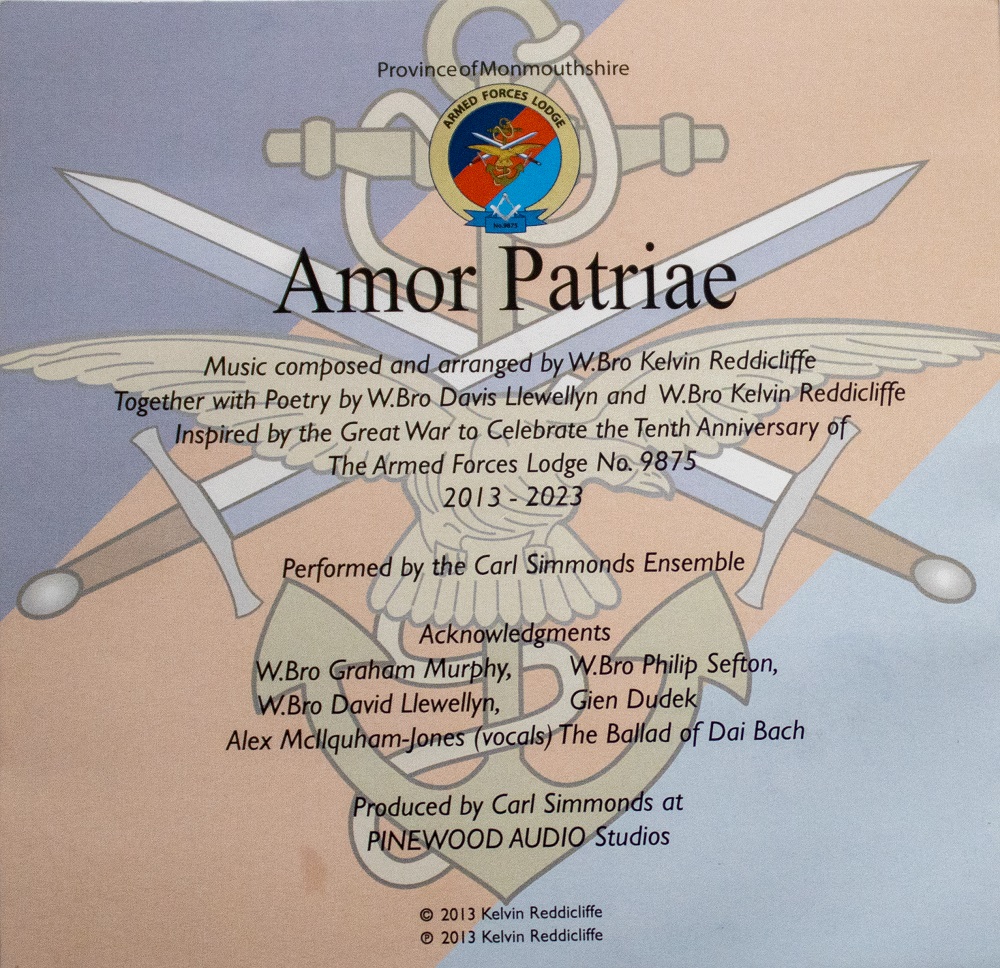 Province of Monmouthshire
ARMED FORCES LODGE
No. 9875
Amor Patriae
Music composed and arranged by W.Bro Kelvin Reddicliffe
Together with Poetry by W.Bro Davis Llewellyn and W.Bro Kelvin Reddicliffe
Inspired by the Great War to Celebrate the Tenth Anniversary of
The Armed Forces Lodge No. 9875
2013 - 2023
Performed by the Carl Simmonds Ensemble
Acknowledgments
W.Bro Graham Murphy, W.Bro Philip Sefton,
W.Bro David Llewellyn, Gien Dudek
Alex McIlquham-Jones (vocals) The Ballad of Dai Bach
Produced by Carl Simmonds at
PINEWOOD AUDIO Studios
© 2013 Kelvin Reddicliffe
℗ 2013 Kelvin Reddicliffe